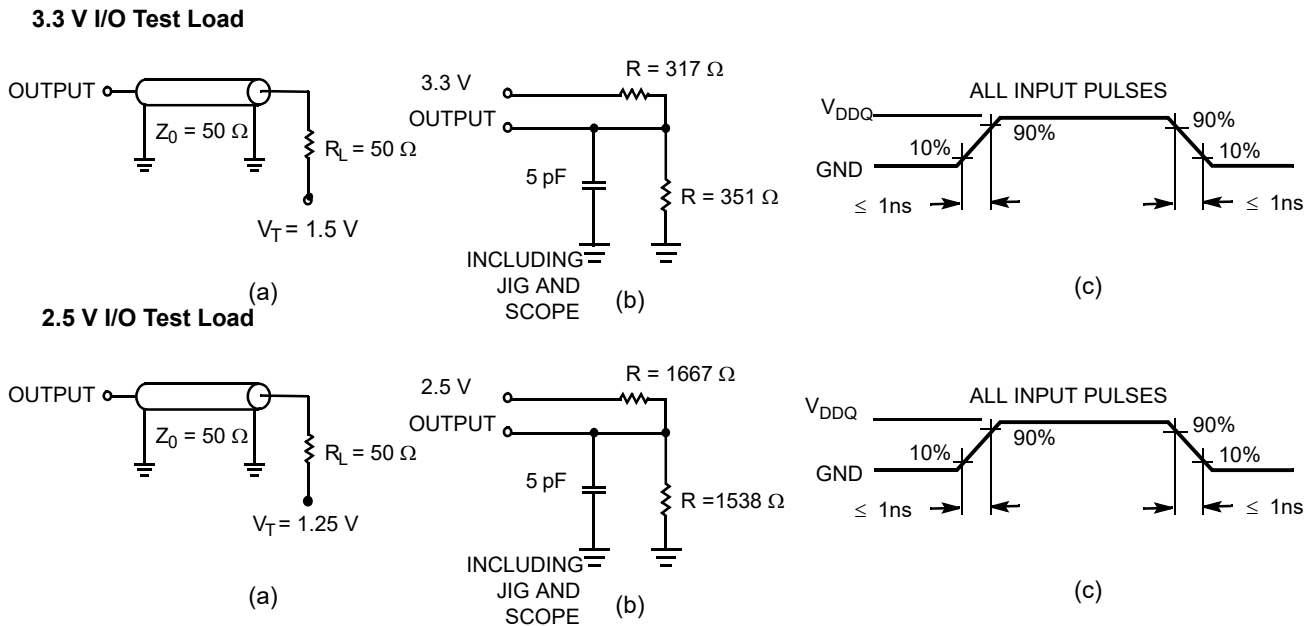 3.3 V I/O Test Load
OUTPUT
Z0 = 50 Ω
RL = 50 Ω
VT = 1.5 V
(a)
3.3 V
OUTPUT
R = 317 Ω
5 pF
R = 351 Ω
INCLUDING
JIG AND
SCOPE
(b)
ALL INPUT PULSES
VDDQ
GND
10%
90%
90%
10%
≤ 1ns
≤ 1ns
(c)
2.5 V I/O Test Load
OUTPUT
Z0 = 50 Ω
RL = 50 Ω
VT = 1.25 V
(a)
2.5 V
OUTPUT
R = 1667 Ω
5 pF
R =1538 Ω
INCLUDING
JIG AND
SCOPE
(b)
ALL INPUT PULSES
VDDQ
GND
10%
90%
90%
10%
≤ 1ns
≤ 1ns
(c)